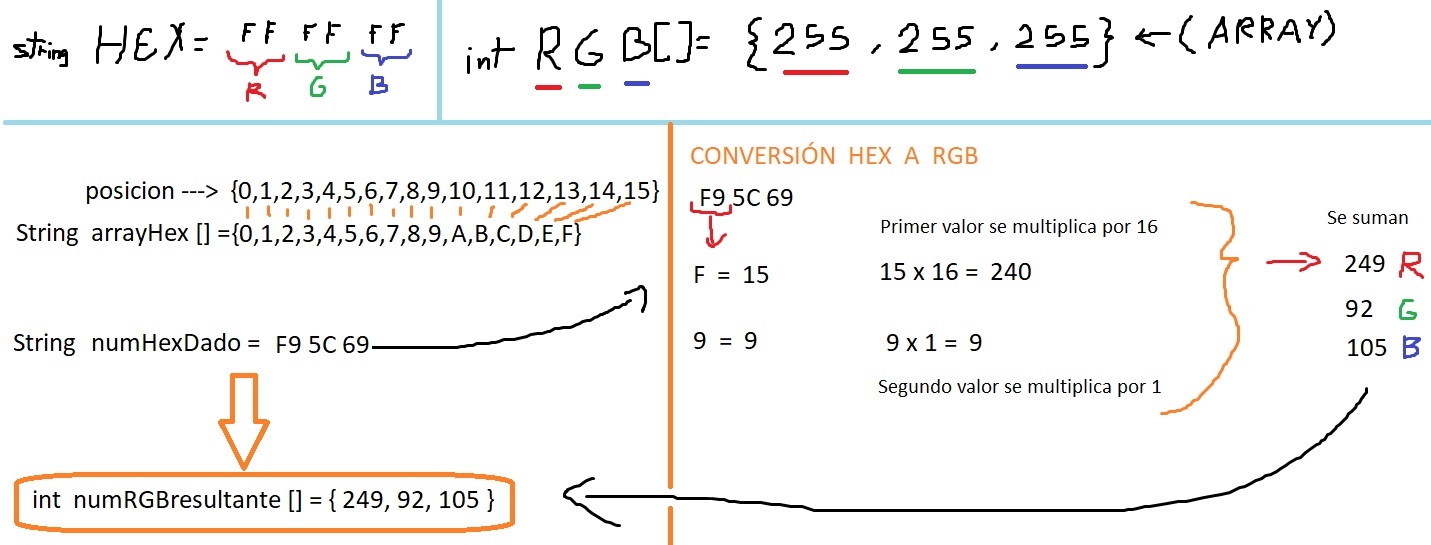 string HEX = FF FF FF
R G B
int RGB[] = {255, 255, 255} ← (ARRAY)
posicion ---> {0,1,2,3,4,5,6,7,8,9,10,11,12,13,14,15}
String arrayHex [] ={0,1,2,3,4,5,6,7,8,9,A,B,C,D,E,F}
String numHexDado = F9 5C 69
int numRGBresultante [] = { 249, 92, 105 }
CONVERSIÓN HEX A RGB
F9 5C 69
Primer valor se multiplica por 16
F = 15 15 x 16 = 240
9 = 9 9 x 1 = 9
Segundo valor se multiplica por 1
Se suman
249 R
92 G
105 B